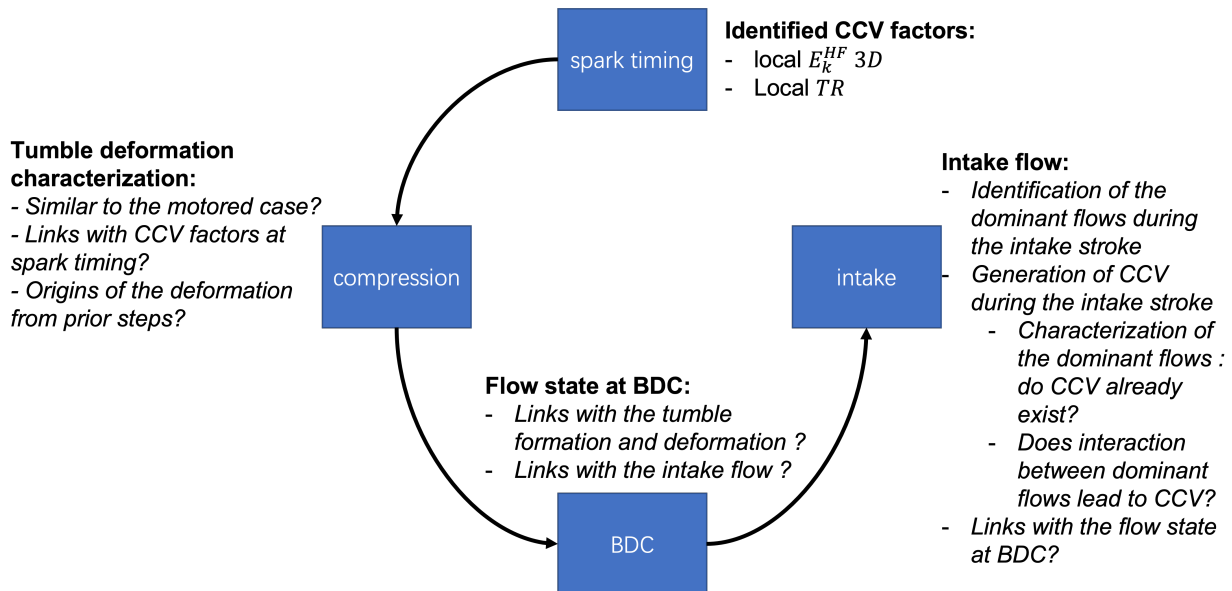 spark timing
Identified CCV factors:
- local $E_k^{HF}$ 3D
- Local TR
Tumble deformation
characterization:
- Similar to the motored case?
- Links with CCV factors at
spark timing?
- Origins of the deformation
from prior steps?
compression
Flow state at BDC:
- Links with the tumble
formation and deformation ?
- Links with the intake flow ?
BDC
intake
Intake flow:
- Identification of the
dominant flows during
the intake stroke
- Generation of CCV
during the intake stroke
- Characterization of
the dominant flows :
do CCV already
exist?
- Does interaction
between dominant
flows lead to CCV?
- Links with the flow state
at BDC?